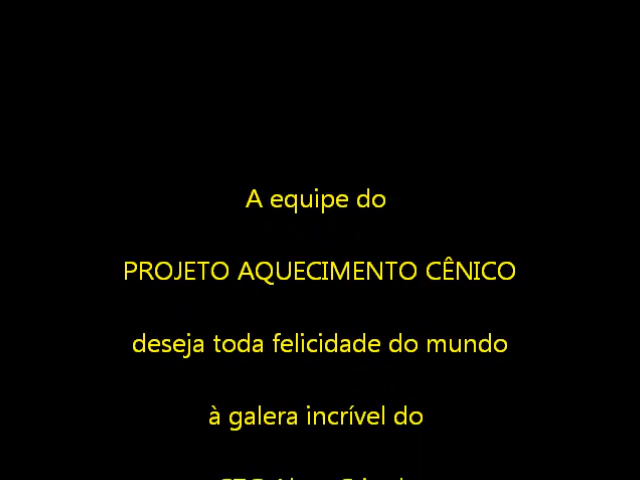 A equipe do
PROJETO AQUECIMENTO CÊNICO
deseja toda felicidade do mundo
à galera incrível do